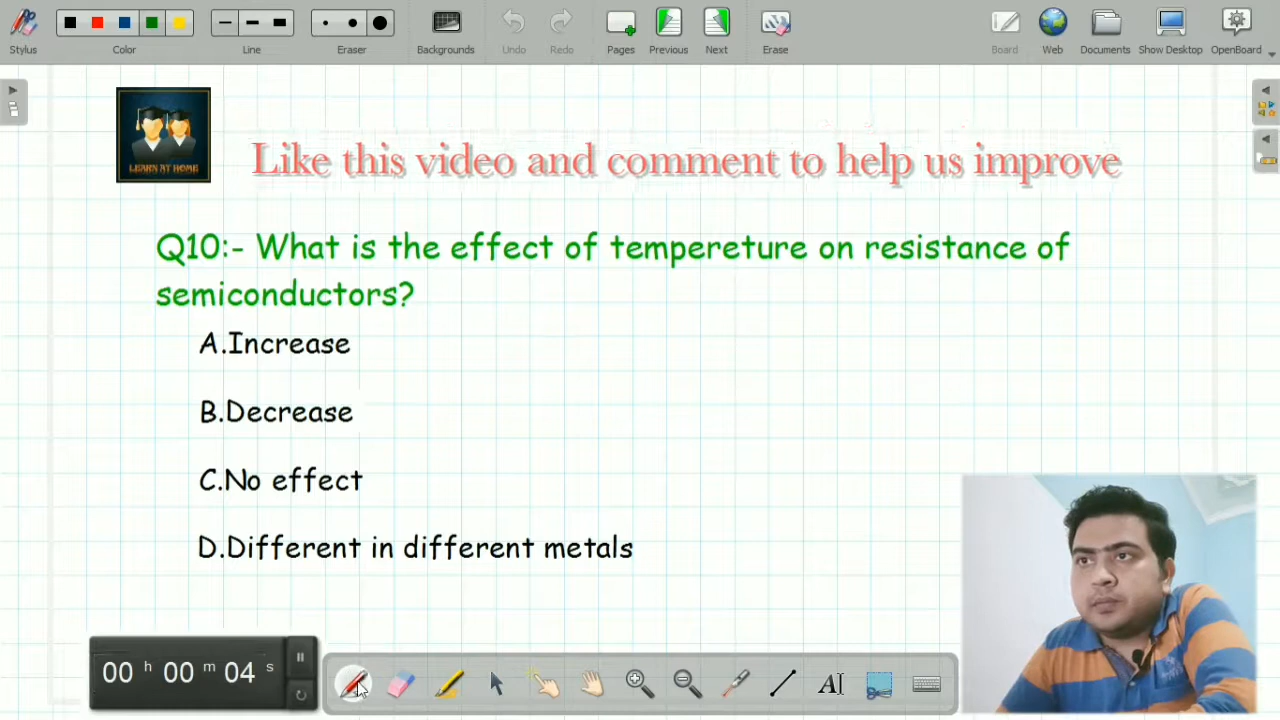 Stylus
Color
Line
Eraser
Backgrounds
Undo
Redo
Pages
Previous
Next
Erase
Board
Web
Documents
Show Desktop
OpenBoard
LEARN AT HOME
Like this video and comment to help us improve
Q10:- What is the effect of tempereture on resistance of
semiconductors?
A.Increase
B.Decrease
C.No effect
D.Different in different metals
00 h 00 m 04 s
AI